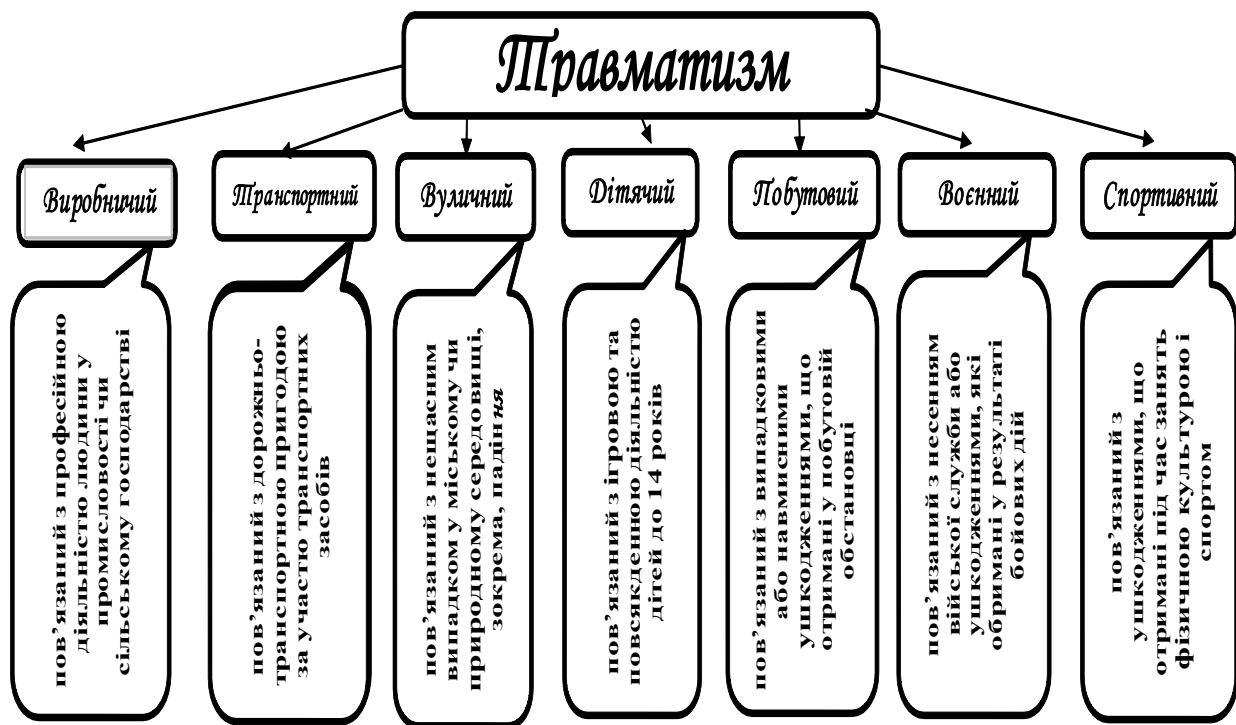 Травматизм
Виробничий
Транспортний
Вуличний
Дітячий
Побутовий
Воєнний
Спортивний
пов’язаний з професійною
діяльністю людини у
промисловості чи
сільському господарстві
пов’язаний з дорожньо-
транспортною пригодою
за участю транспортних
засобів
пов’язаний з нещасним
випадком у міському чи
природному середовищі,
зокрема, падіння
пов’язаний з ігровою та
повсякденною діяльністю
дітей до 14 років
пов’язаний з випадковими
або навмисними
ушкодженнями, що
отримані у побутовій
обстановці
пов’язаний з несенням
війської служби або
ушкодженнями, які
обримані у результаті
бойових дій
пов’язаний з
ушкодженнями, що
отримані під час занять
фізичною культурою і
спортом